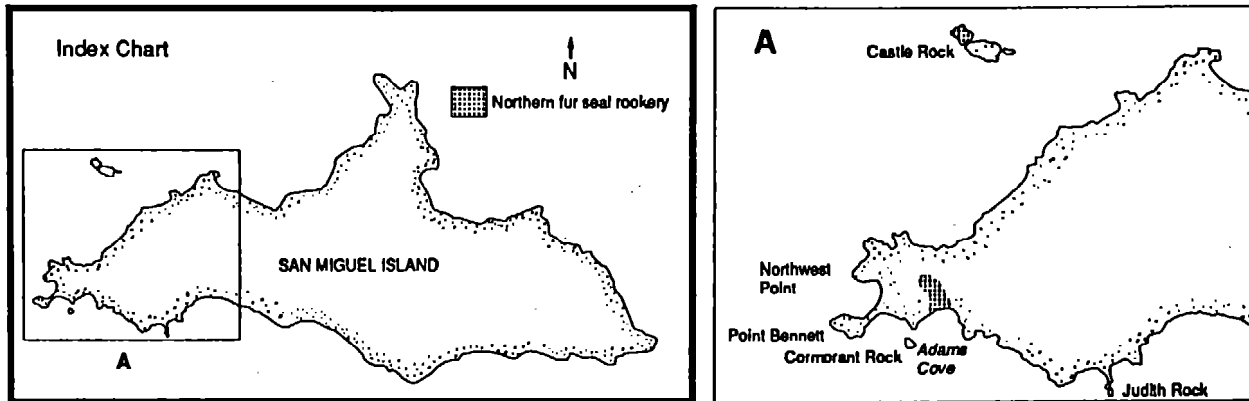 Index Chart
N
Northern fur seal rookery
SAN MIGUEL ISLAND
A
A
Castle Rock
Northwest
Point
Point Bennett
Cormorant Rock
Adams
Cove
Judith Rock